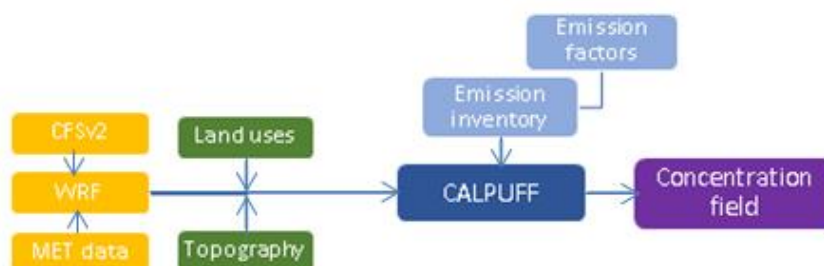 Emission
factors
Emission
inventory
CFSv2
Land uses
WRF
CALPUFF
Concentration
field
MET data
Topography